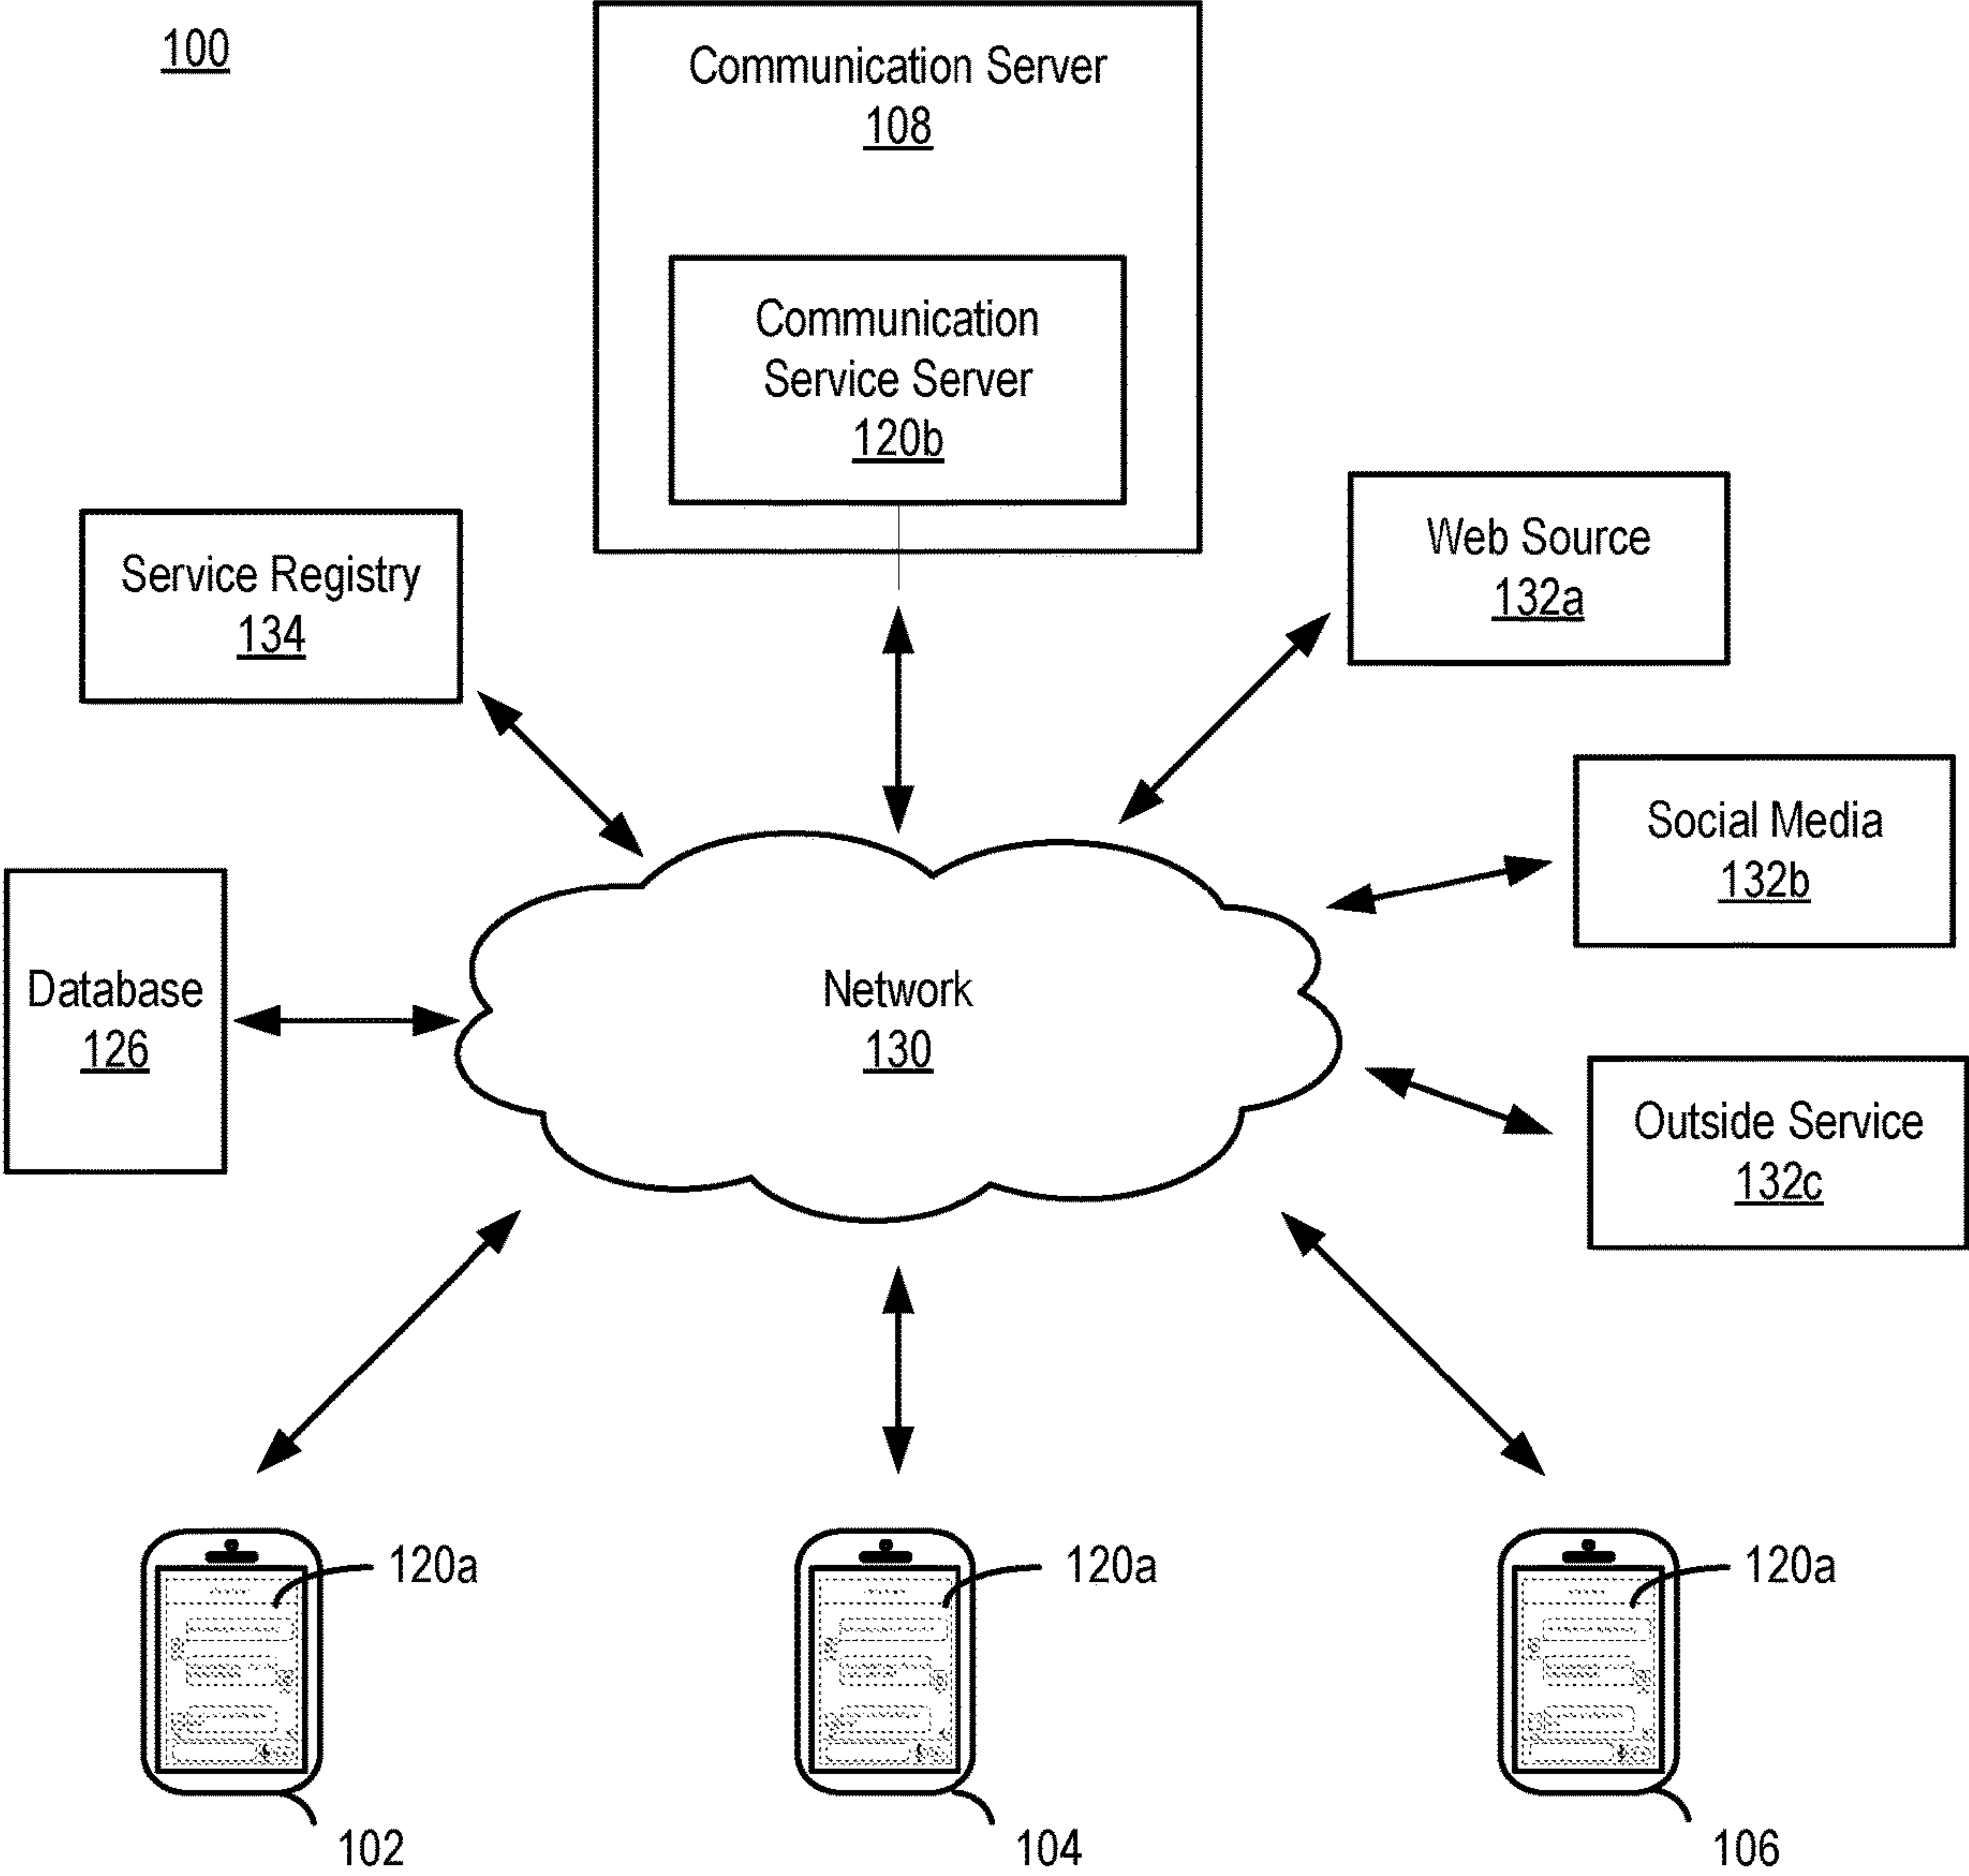 100
Communication Server
108
Communication
Service Server
120b
Service Registry
134
Web Source
132a
Social Media
132b
Database
126
Network
130
Outside Service
132c
120a
120a
120a
102
104
106